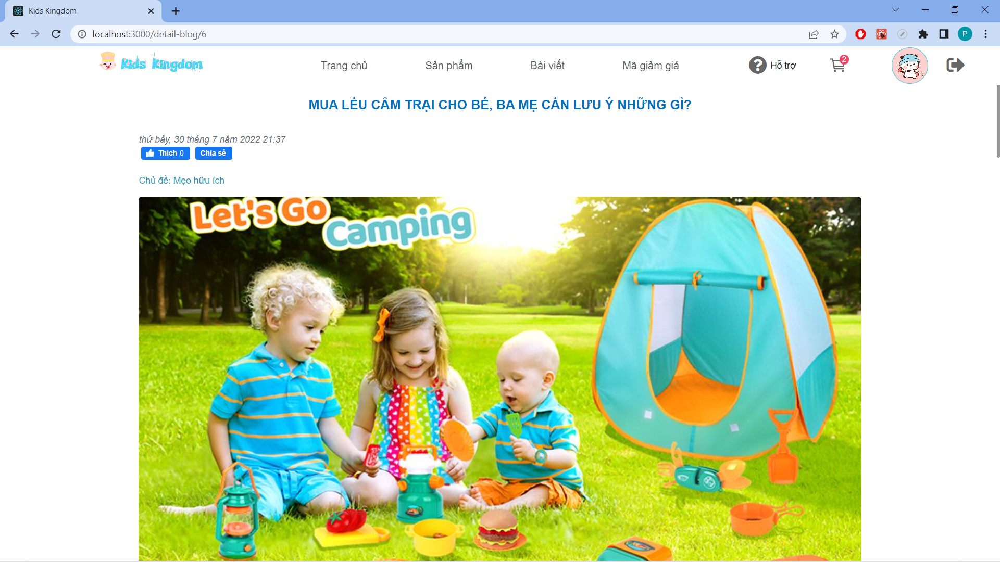 Kids Kingdom
localhost:3000/detail-blog/6
P
Kids Kingdom
Trang chủ
Sản phẩm
Bài viết
Mã giảm giá
? Hỗ trợ
2
MUA LỀU CẮM TRẠI CHO BÉ, BA MẸ CẦN LƯU Ý NHỮNG GÌ?
thứ bảy, 30 tháng 7 năm 2022 21:37
Thích 0
Chia sẻ
Chủ đề: Mẹo hữu ích
Let's Go
Camping